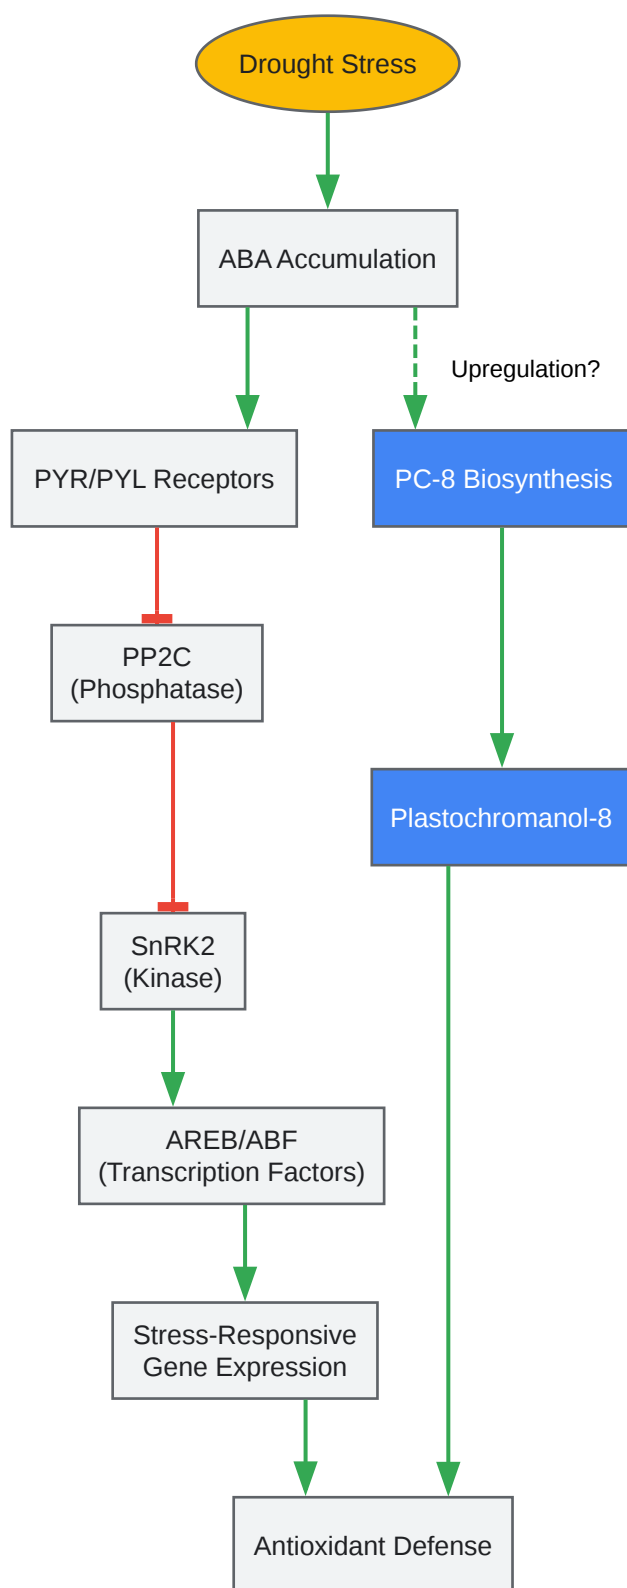 Drought Stress
ABA Accumulation
Upregulation?
PYR/PYL Receptors
PC-8 Biosynthesis
PP2C
(Phosphatase)
Plastochromanol-8
SnRK2
(Kinase)
AREB/ABF
(Transcription Factors)
Stress-Responsive
Gene Expression
Antioxidant Defense